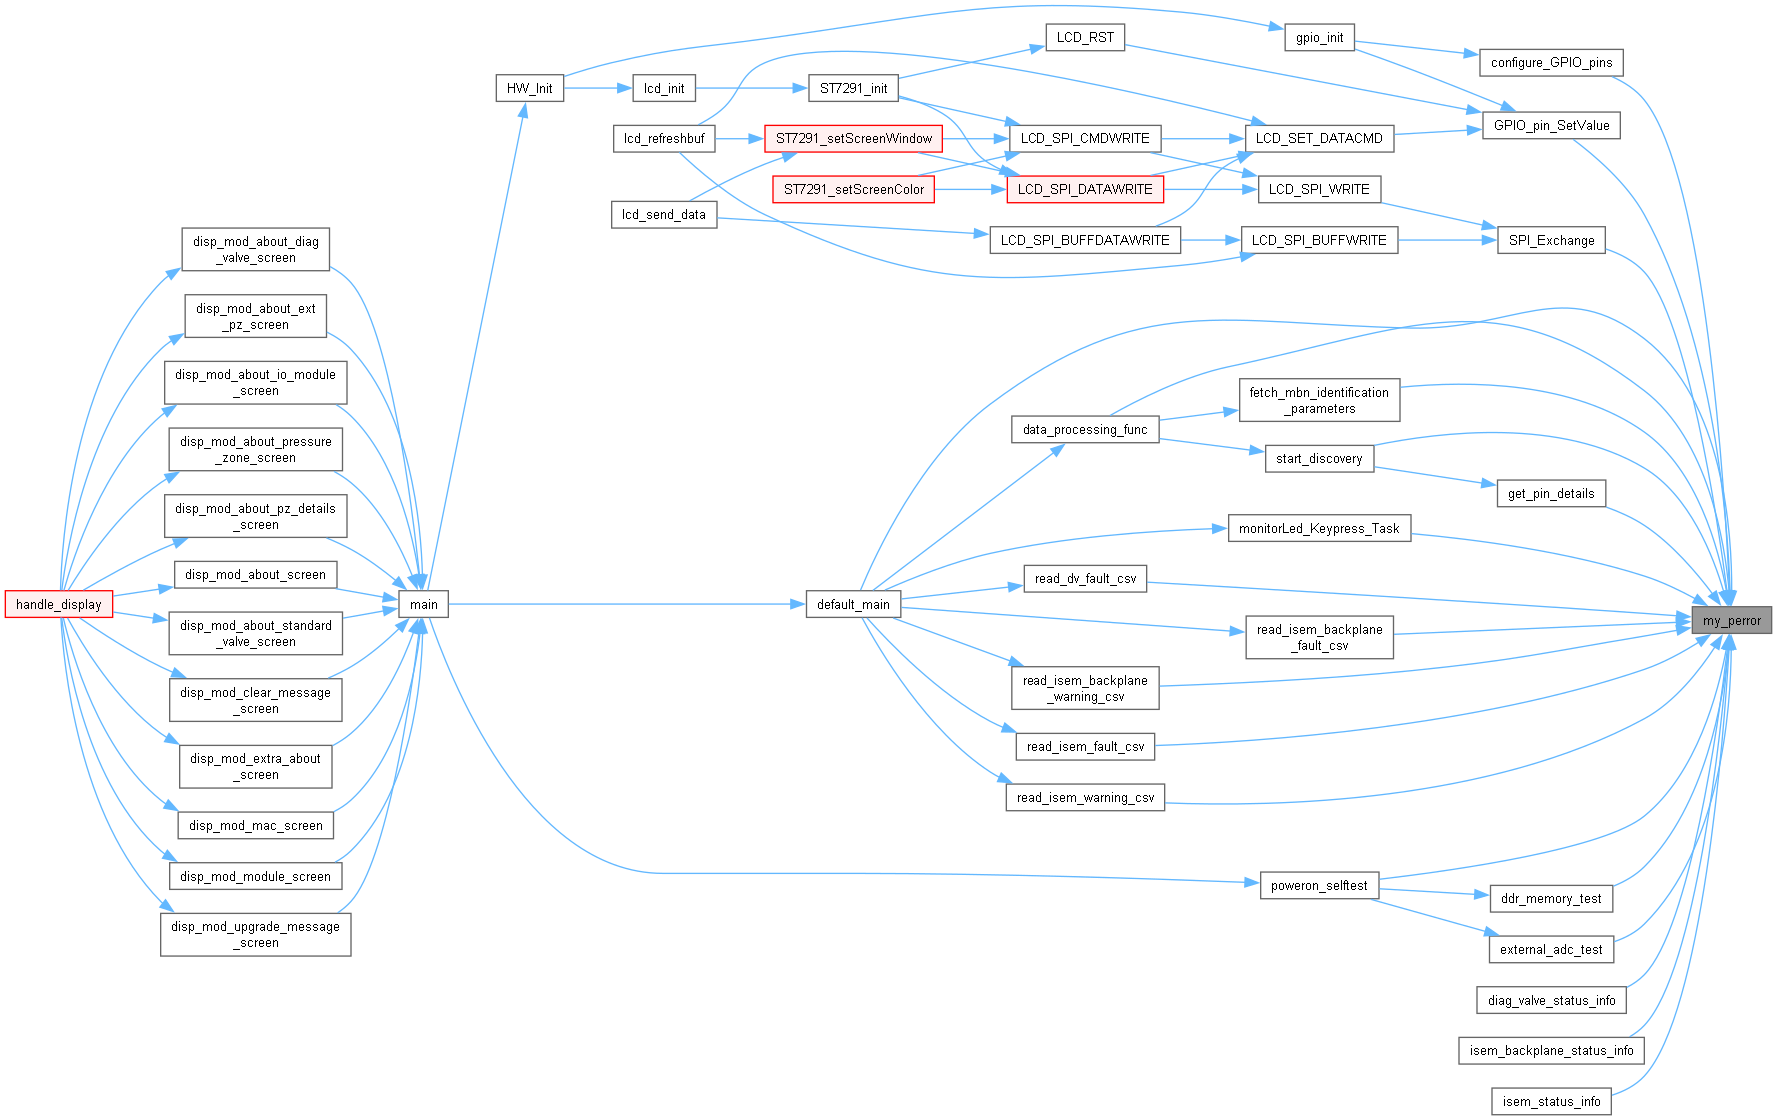 LCD_RST
gpio_init
configure_GPIO_pins
HW_Init
lcd_init
ST7291_init
GPIO_pin_SetValue
lcd_refreshbuf
ST7291_setScreenWindow
LCD_SPI_CMDWRITE
LCD_SET_DATACMD
ST7291_setScreenColor
LCD_SPI_DATAWRITE
LCD_SPI_WRITE
lcd_send_data
LCD_SPI_BUFFDATAWRITE
LCD_SPI_BUFFWRITE
SPI_Exchange
disp_mod_about_diag
_valve_screen
disp_mod_about_ext
_pz_screen
disp_mod_about_io_module
_screen
disp_mod_about_pressure
_zone_screen
disp_mod_about_pz_details
_screen
disp_mod_about_screen
handle_display
main
disp_mod_about_standard
_valve_screen
disp_mod_clear_message
_screen
disp_mod_extra_about
_screen
disp_mod_mac_screen
disp_mod_module_screen
disp_mod_upgrade_message
_screen
fetch_mbn_identification
_parameters
data_processing_func
start_discovery
get_pin_details
monitorLed_Keypress_Task
read_dv_fault_csv
default_main
my_perror
read_isem_backplane
_fault_csv
read_isem_backplane
_warning_csv
read_isem_fault_csv
read_isem_warning_csv
poweron_selftest
ddr_memory_test
external_adc_test
diag_valve_status_info
isem_backplane_status_info
isem_status_info